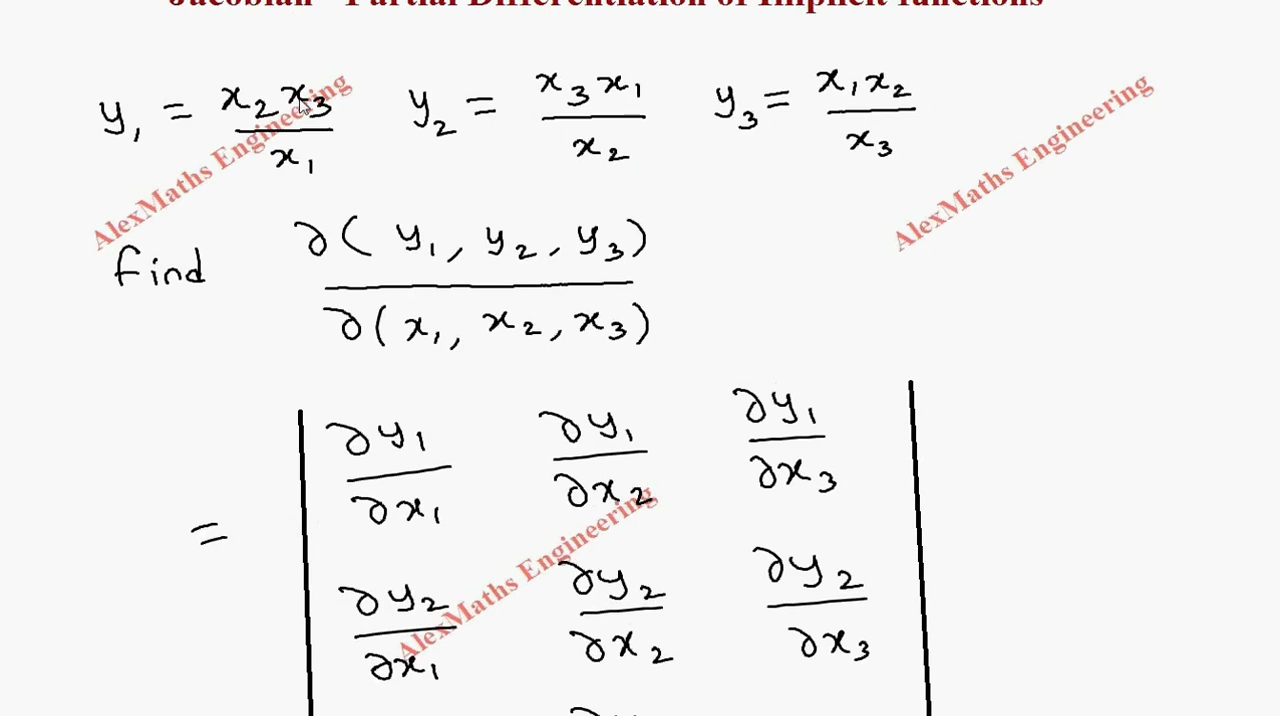 Jacobian - Partial Differentiation of Implicit functions
y₁ = x₂x₃/x₁ y₂ = x₃x₁/x₂ y₃ = x₁x₂/x₃
AlexMaths Engineering AlexMaths Engineering
find ∂(y₁, y₂, y₃)/∂(x₁, x₂, x₃)
= | ∂y₁/∂x₁ ∂y₁/∂x₂ ∂y₁/∂x₃ |
AlexMaths Engineering
| ∂y₂/∂x₁ ∂y₂/∂x₂ ∂y₂/∂x₃ |